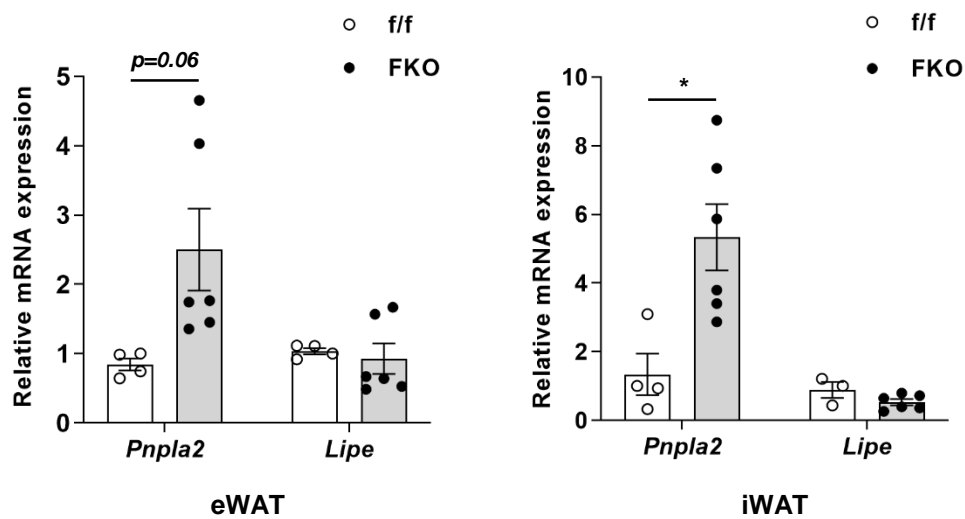 f/f
FKO
p=0.06
Relative mRNA expression
5
4
3
2
1
0
Pnpla2
Lipe
eWAT
f/f
FKO
*
Relative mRNA expression
10
8
6
4
2
0
Pnpla2
Lipe
iWAT